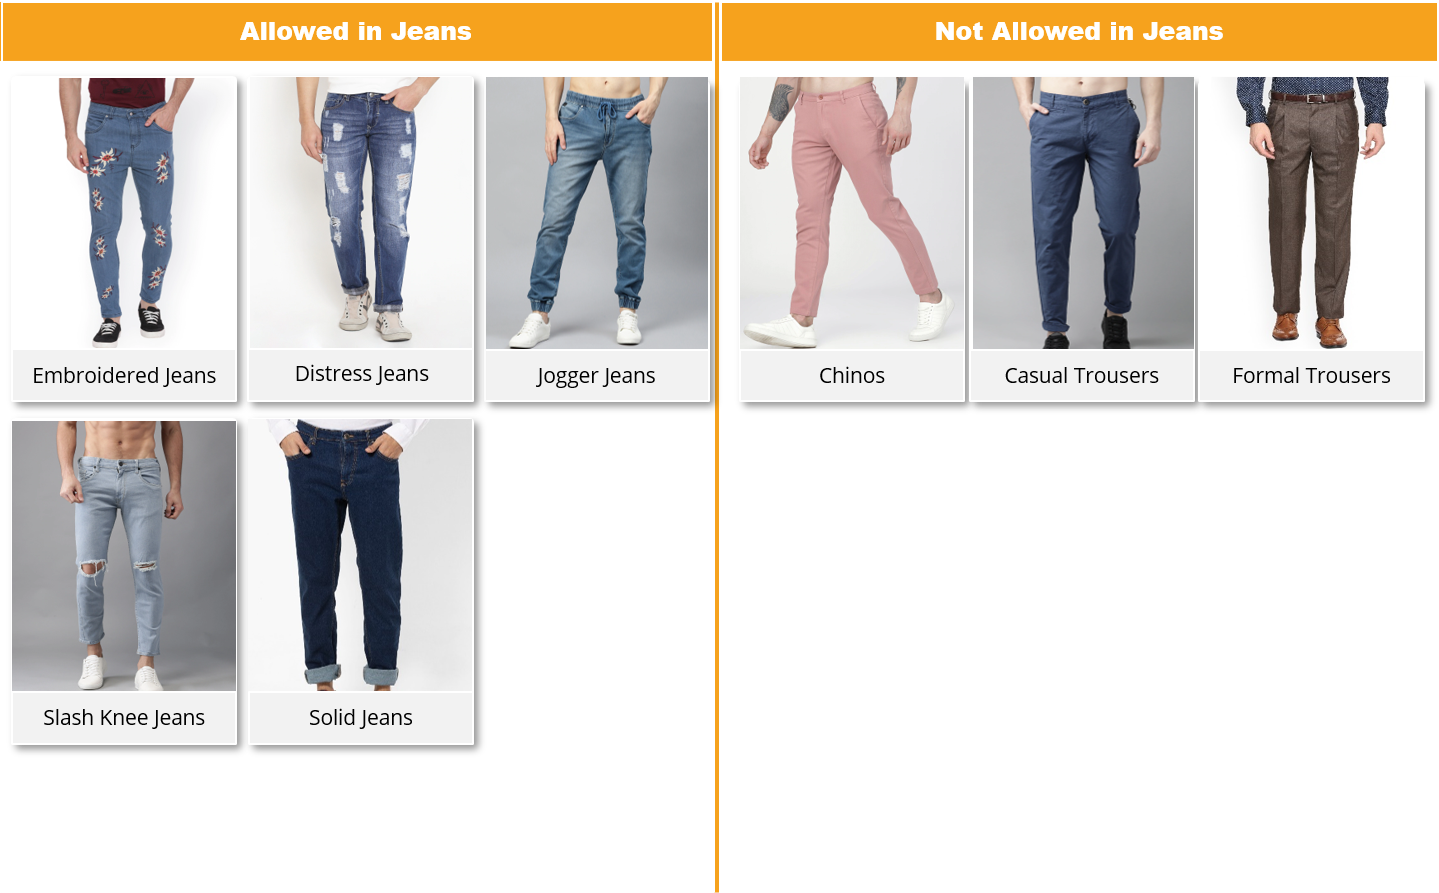 Allowed in Jeans
Not Allowed in Jeans
Embroidered Jeans
Distress Jeans
Jogger Jeans
Chinos
Casual Trousers
Formal Trousers
Slash Knee Jeans
Solid Jeans